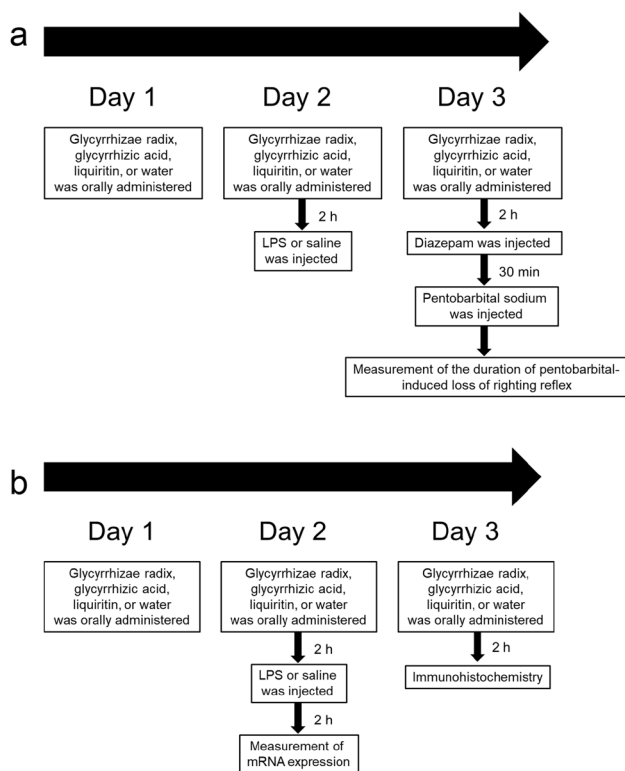 a
Day 1
Day 2
Day 3
Glycyrrhizae radix,
glycyrrhizic acid,
liquiritin, or water
was orally administered
Glycyrrhizae radix,
glycyrrhizic acid,
liquiritin, or water
was orally administered
Glycyrrhizae radix,
glycyrrhizic acid,
liquiritin, or water
was orally administered
2 h
2 h
LPS or saline
was injected
Diazepam was injected
30 min
Pentobarbital sodium
was injected
Measurement of the duration of pentobarbital-
induced loss of righting reflex
b
Day 1
Day 2
Day 3
Glycyrrhizae radix,
glycyrrhizic acid,
liquiritin, or water
was orally administered
Glycyrrhizae radix,
glycyrrhizic acid,
liquiritin, or water
was orally administered
Glycyrrhizae radix,
glycyrrhizic acid,
liquiritin, or water
was orally administered
2 h
2 h
LPS or saline
was injected
Immunohistochemistry
2 h
Measurement of
mRNA expression